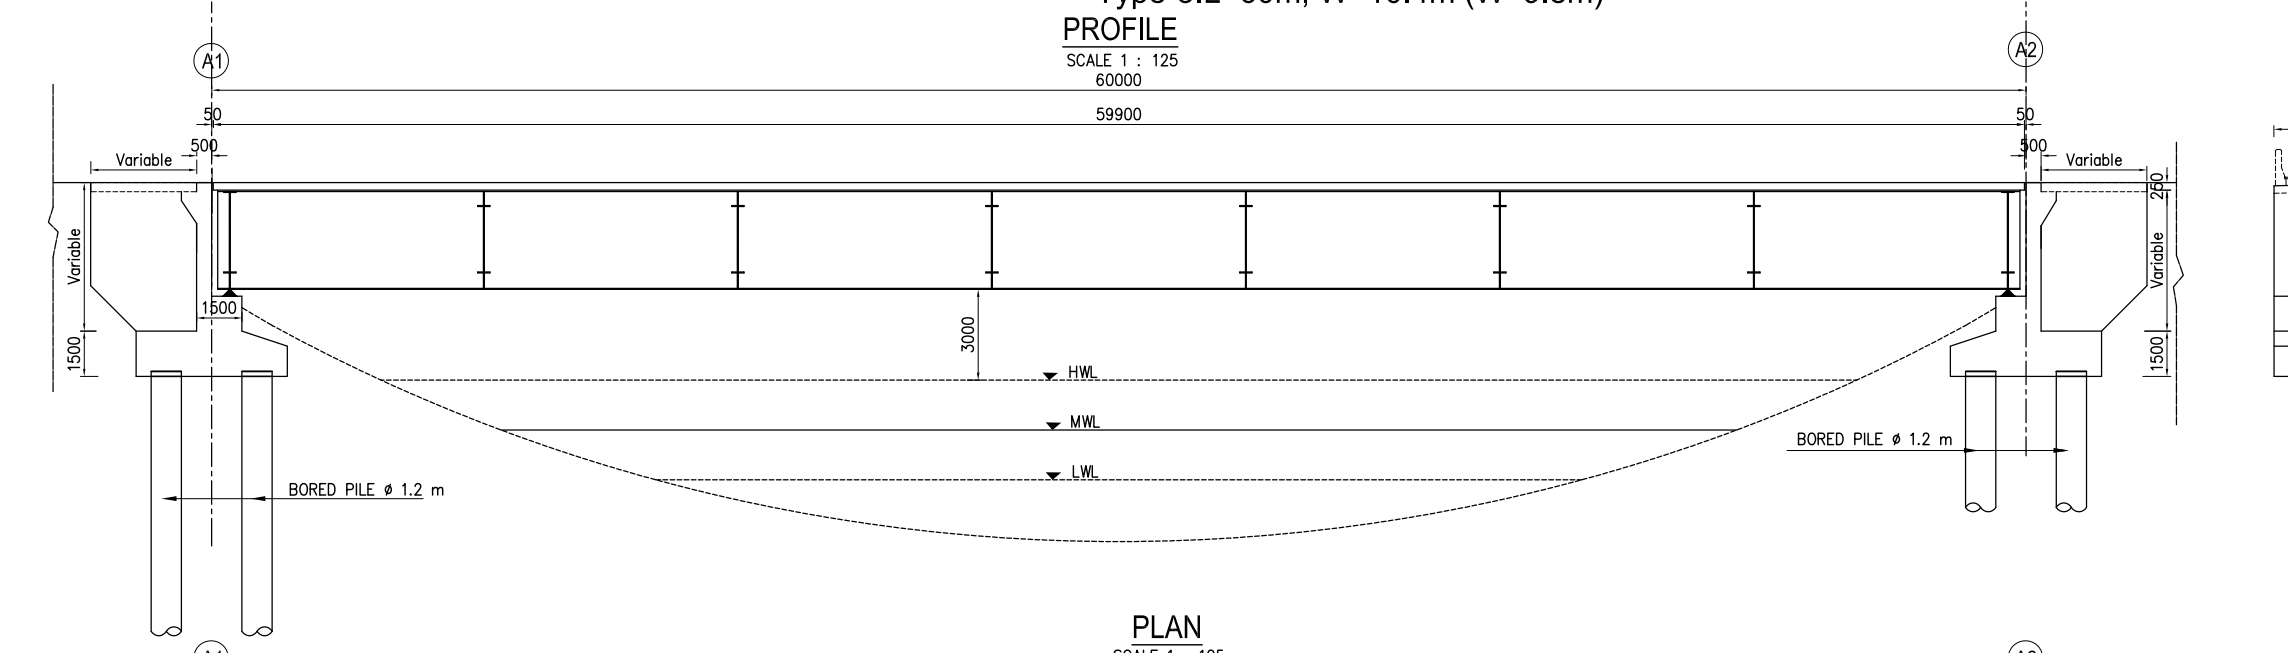 PROFILE
SCALE 1 : 125
A1
A2
60000
50
59900
50
500
500
Variable
Variable
250
Variable
Variable
1500
3000
1500
1500
HWL
MWL
LWL
BORED PILE ø 1.2 m
BORED PILE ø 1.2 m
PLAN